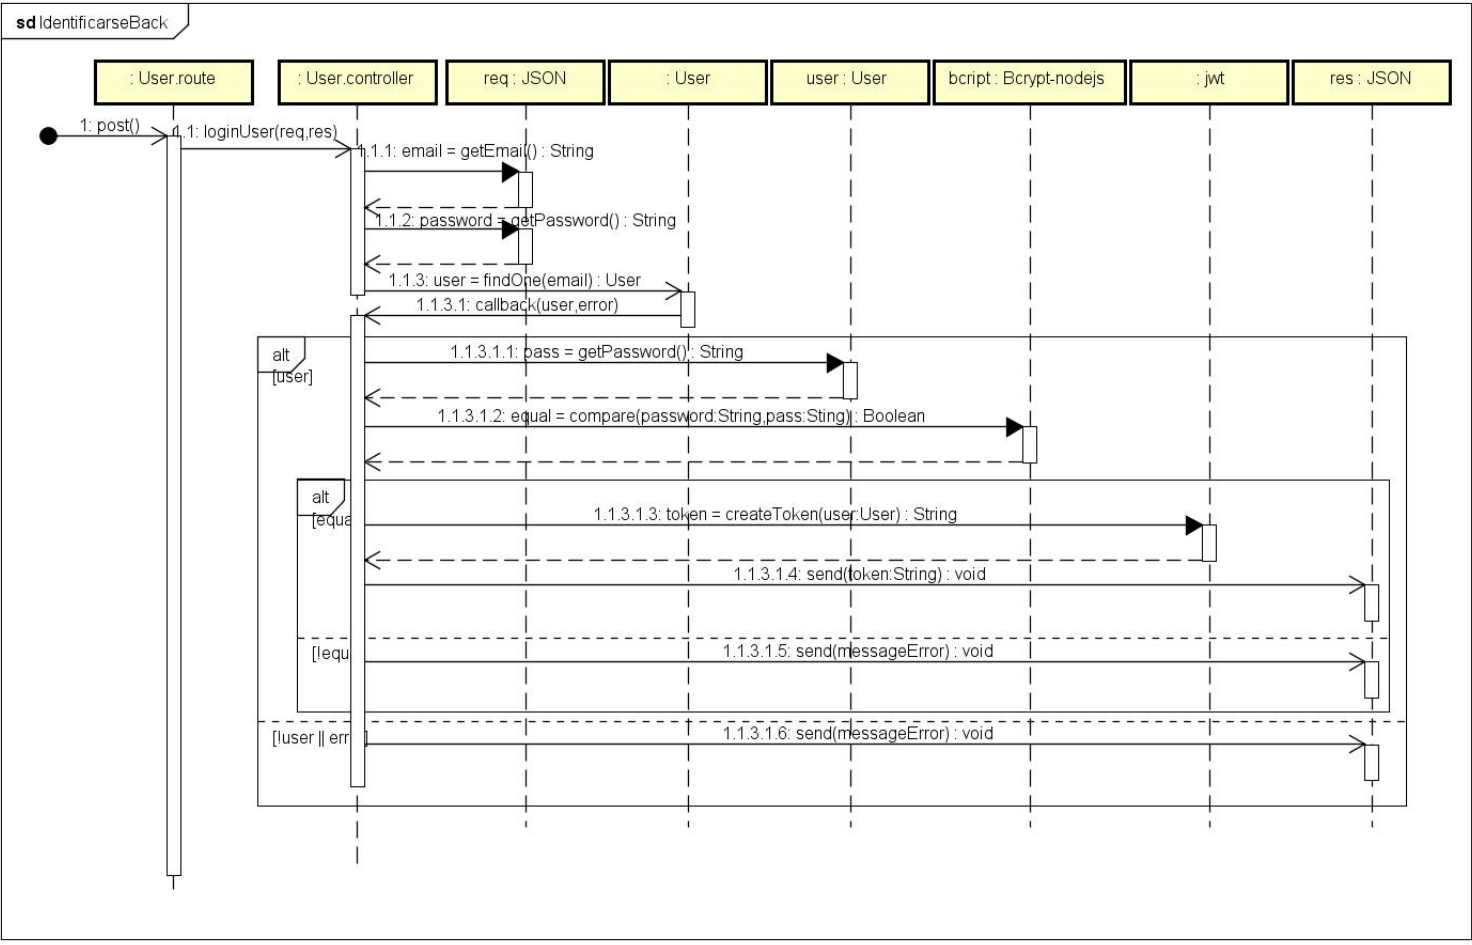 sd IdentificarseBack
: User.route
: User.controller
req : JSON
: User
user : User
bcript : Bcrypt-nodejs
: jwt
res : JSON
1: post()
1.1: loginUser(req,res)
1.1.1: email = getEmail() : String
1.1.2: password = getPassword() : String
1.1.3: user = findOne(email) : User
1.1.3.1: callback(user,error)
alt
[user]
1.1.3.1.1: pass = getPassword() : String
1.1.3.1.2: equal = compare(password:String,pass:Sting) : Boolean
alt
[equa
1.1.3.1.3: token = createToken(user:User) : String
1.1.3.1.4: send(token:String) : void
[!equ
1.1.3.1.5: send(messageError) : void
[!user || err ]
1.1.3.1.6: send(messageError) : void